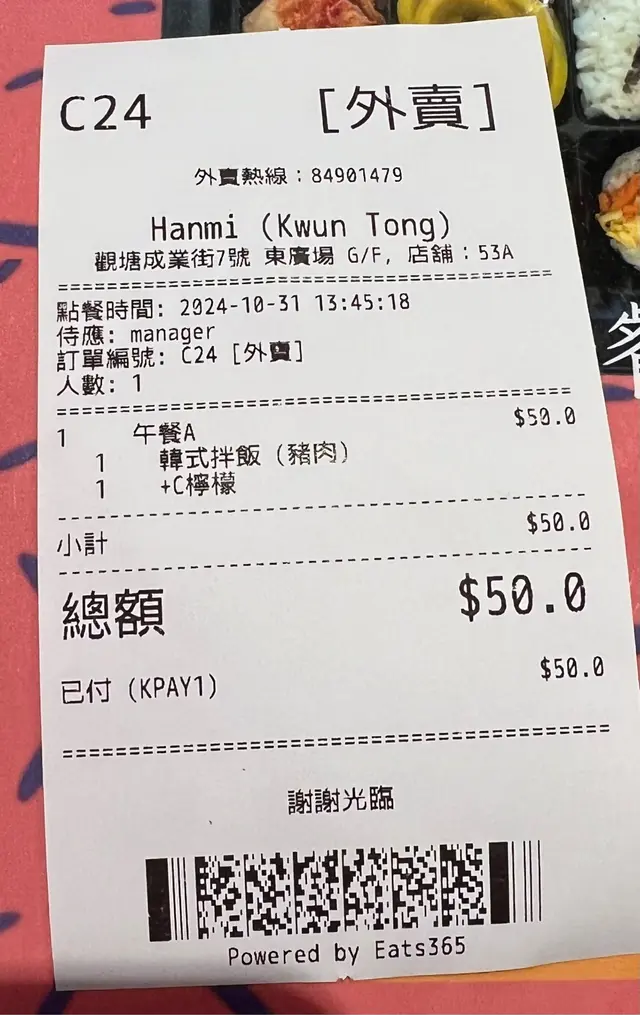 C24 [外賣]
外賣熱線：84901479
Hanmi (Kwun Tong)
觀塘成業街7號 東廣場 G/F, 店舖：53A
點餐時間: 2024-10-31 13:45:18
侍應: manager
訂單編號: C24 [外賣]
人數: 1
1 午餐A $50.0
1 韓式拌飯 (豬肉)
1 +C檸檬
小計 $50.0
總額 $50.0
已付 (KPAY1) $50.0
謝謝光臨
Powered by Eats365